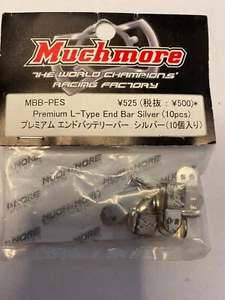 Muchmore
"THE WORLD CHAMPIONS'
RACING FACTORY
MBB-PES ¥525(税抜:¥500)*
Premium L-Type End Bar Silver (10pcs)
プレミアム エンドバッテリーバー シルバー(10個入り)
MUCH MORE